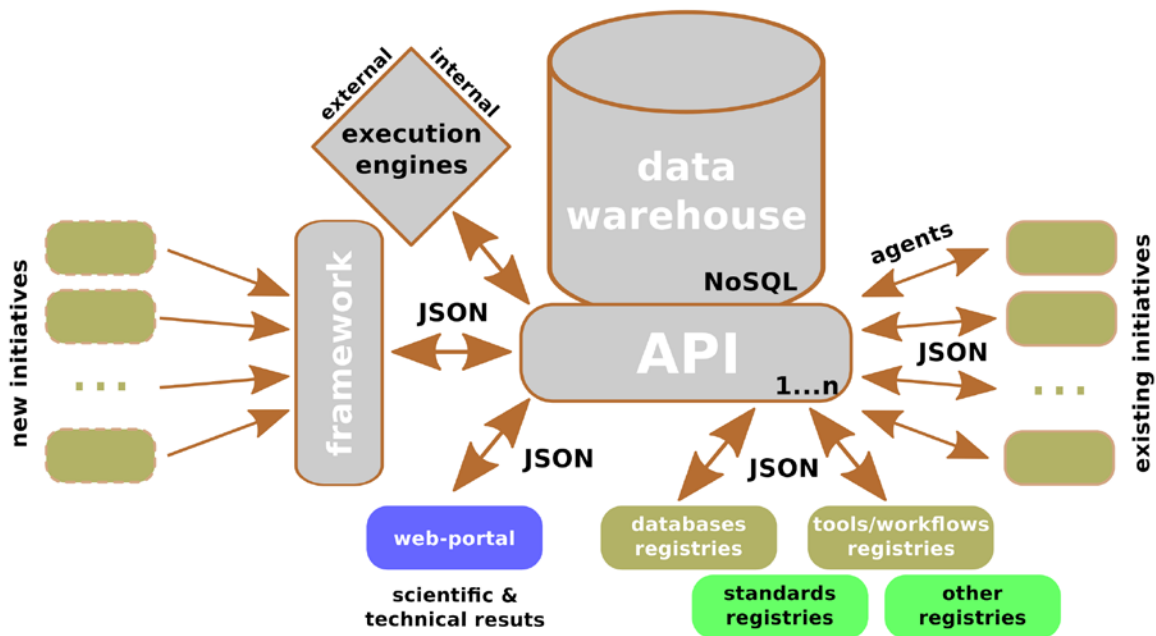 external
internal
execution
engines
data
warehouse
NoSQL
agents
new initiatives
framework
JSON
API
1...n
JSON
existing initiatives
JSON
JSON
web-portal
databases
registries
tools/workflows
registries
scientific &
technical resuts
standards
registries
other
registries